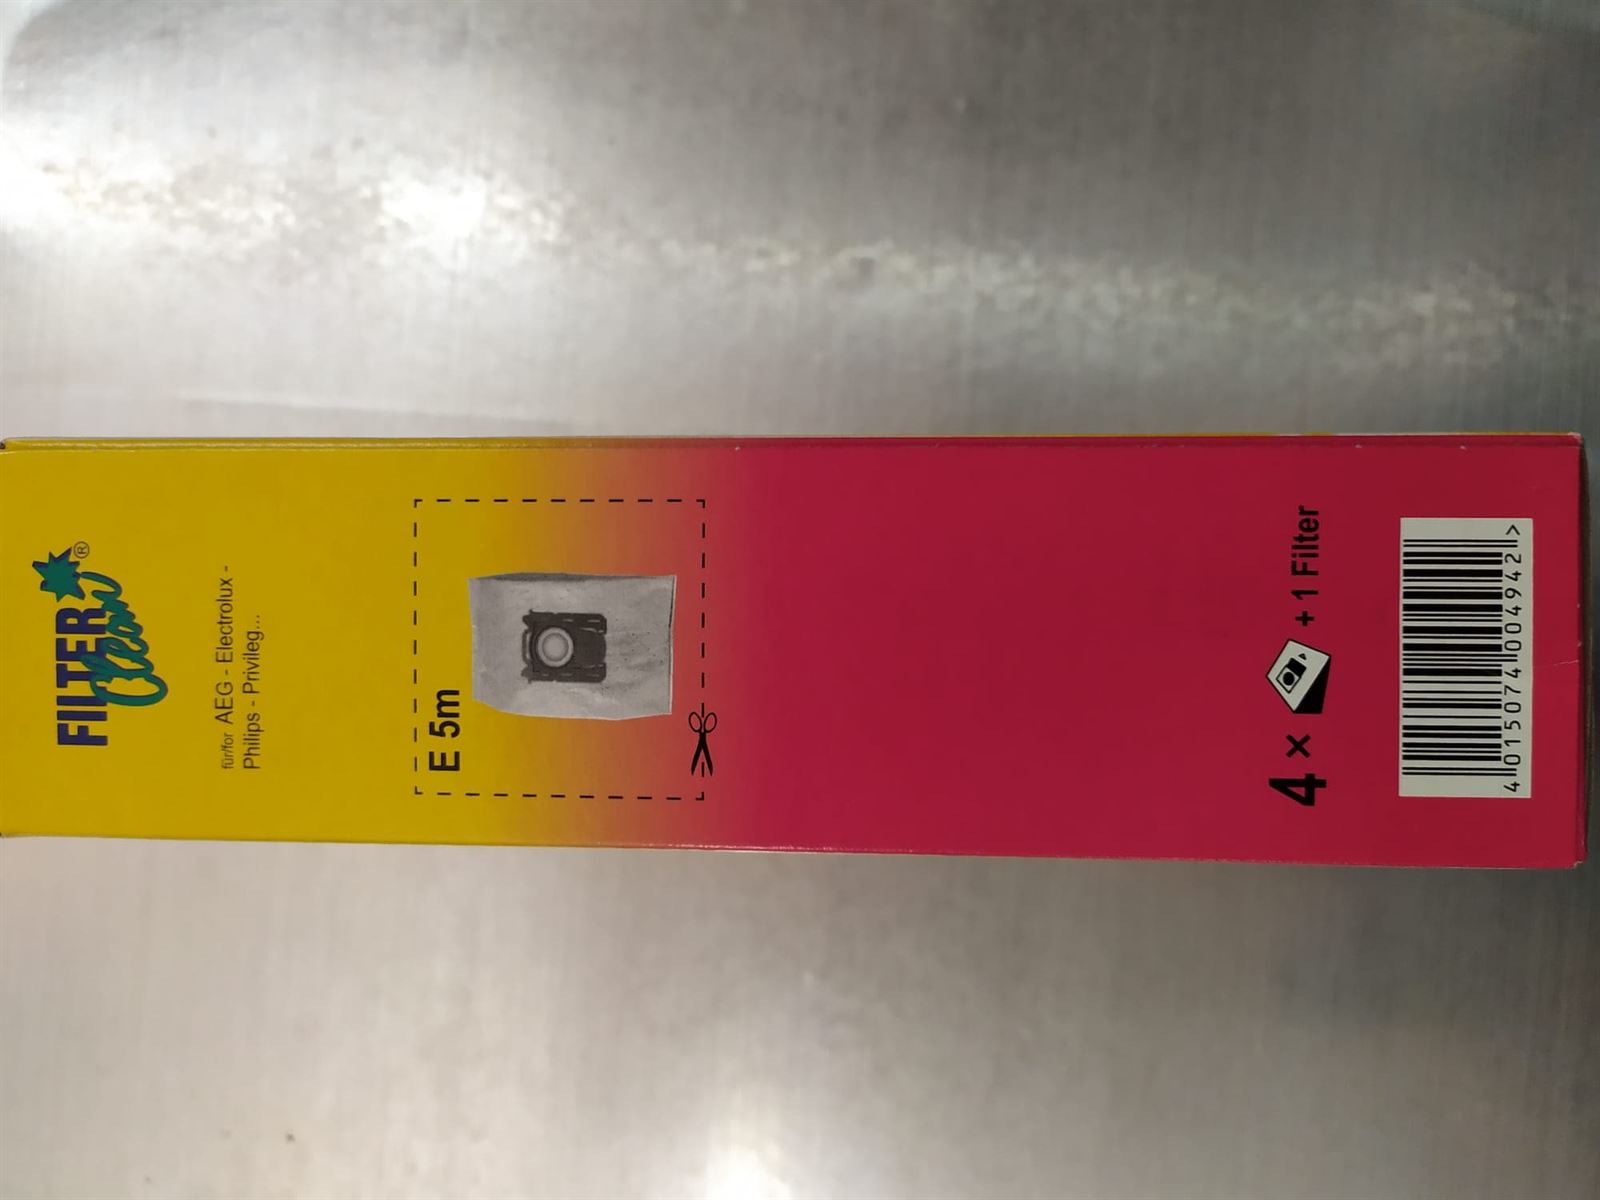 FILTER
Clean®
für/for AEG - Electrolux -
Philips - Privileg...
E 5m
4 × + 1 Filter
4 015074 004942 >